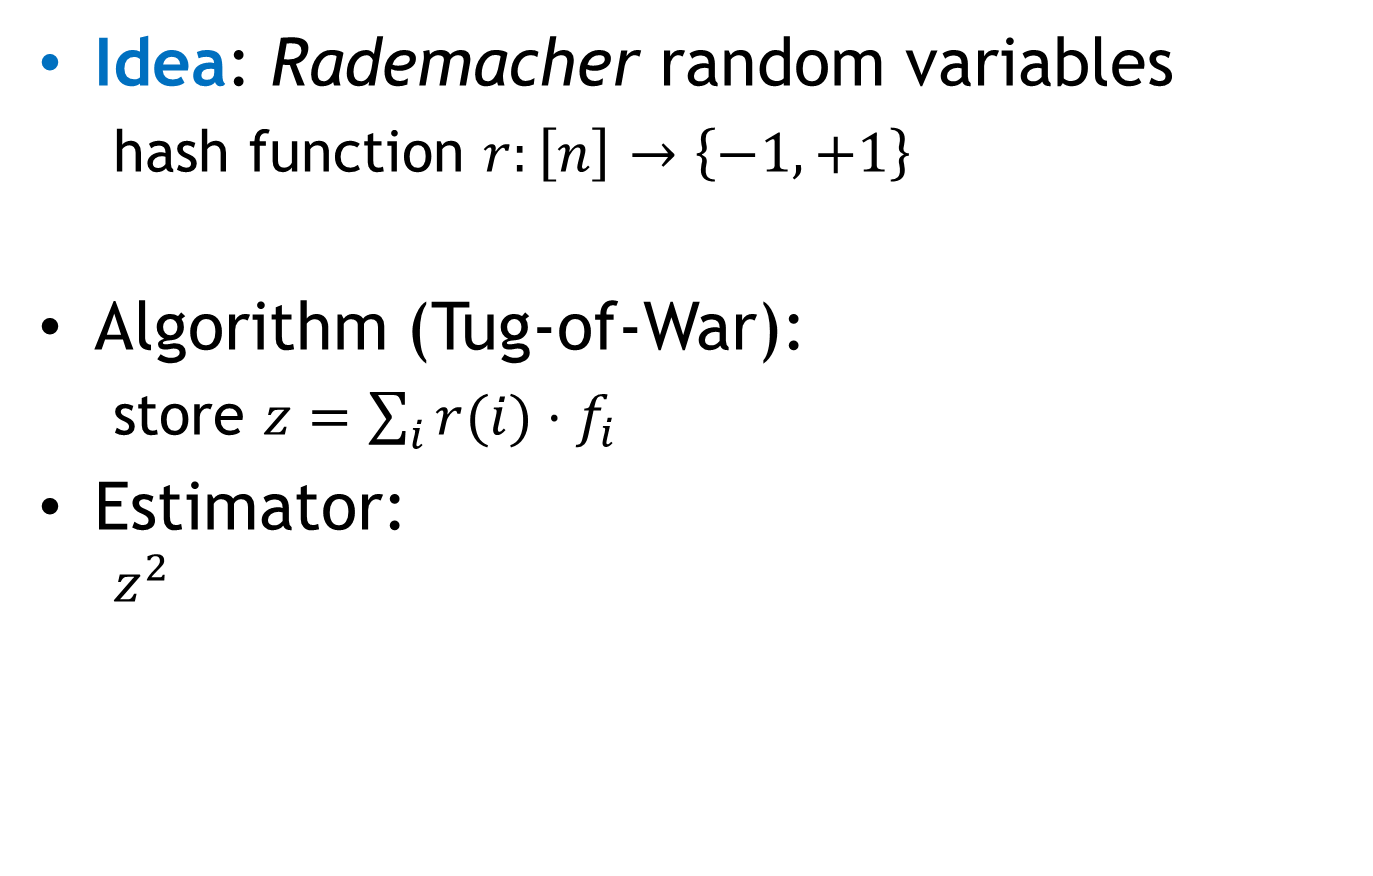 • Idea: Rademacher random variables
hash function 𝑟: [𝑛] → {−1, +1}
• Algorithm (Tug-of-War):
store 𝑧 = ∑ᵢ 𝑟(𝑖) · 𝑓ᵢ
• Estimator:
𝑧²